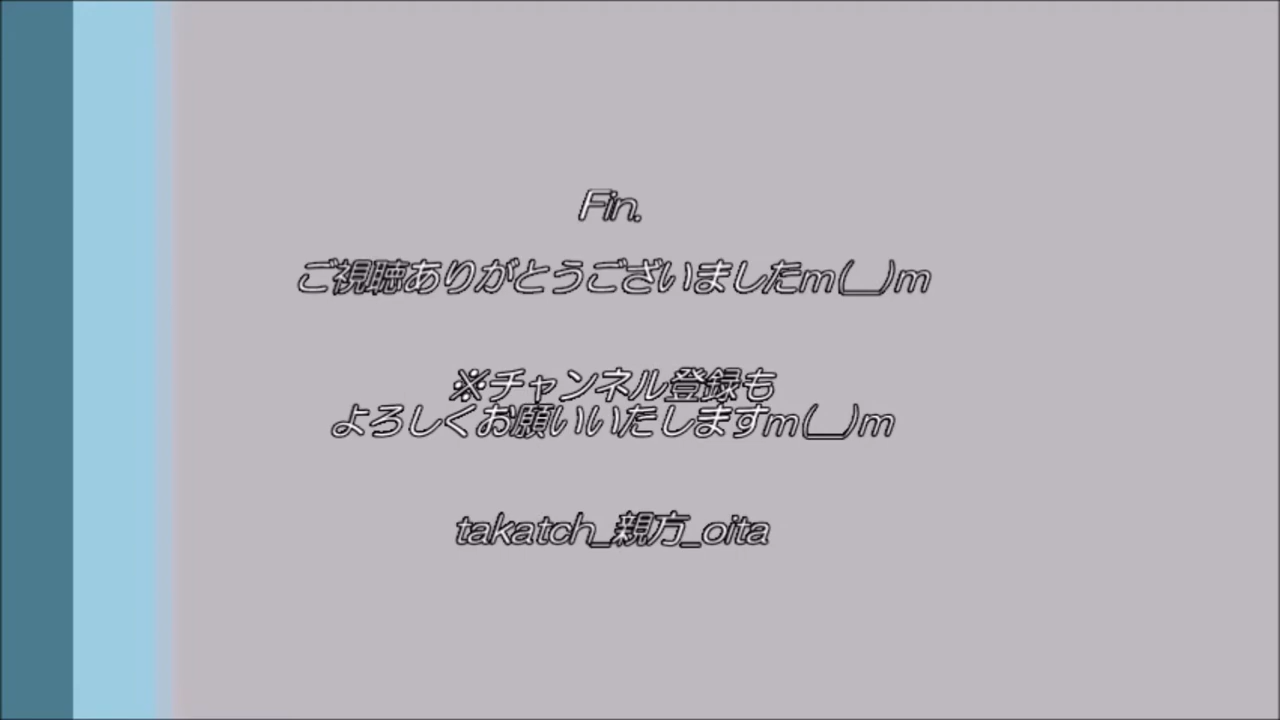 Fin.
ご視聴ありがとうございましたm(__)m
※チャンネル登録も
よろしくお願いいたしますm(__)m
takatch_親方_oita